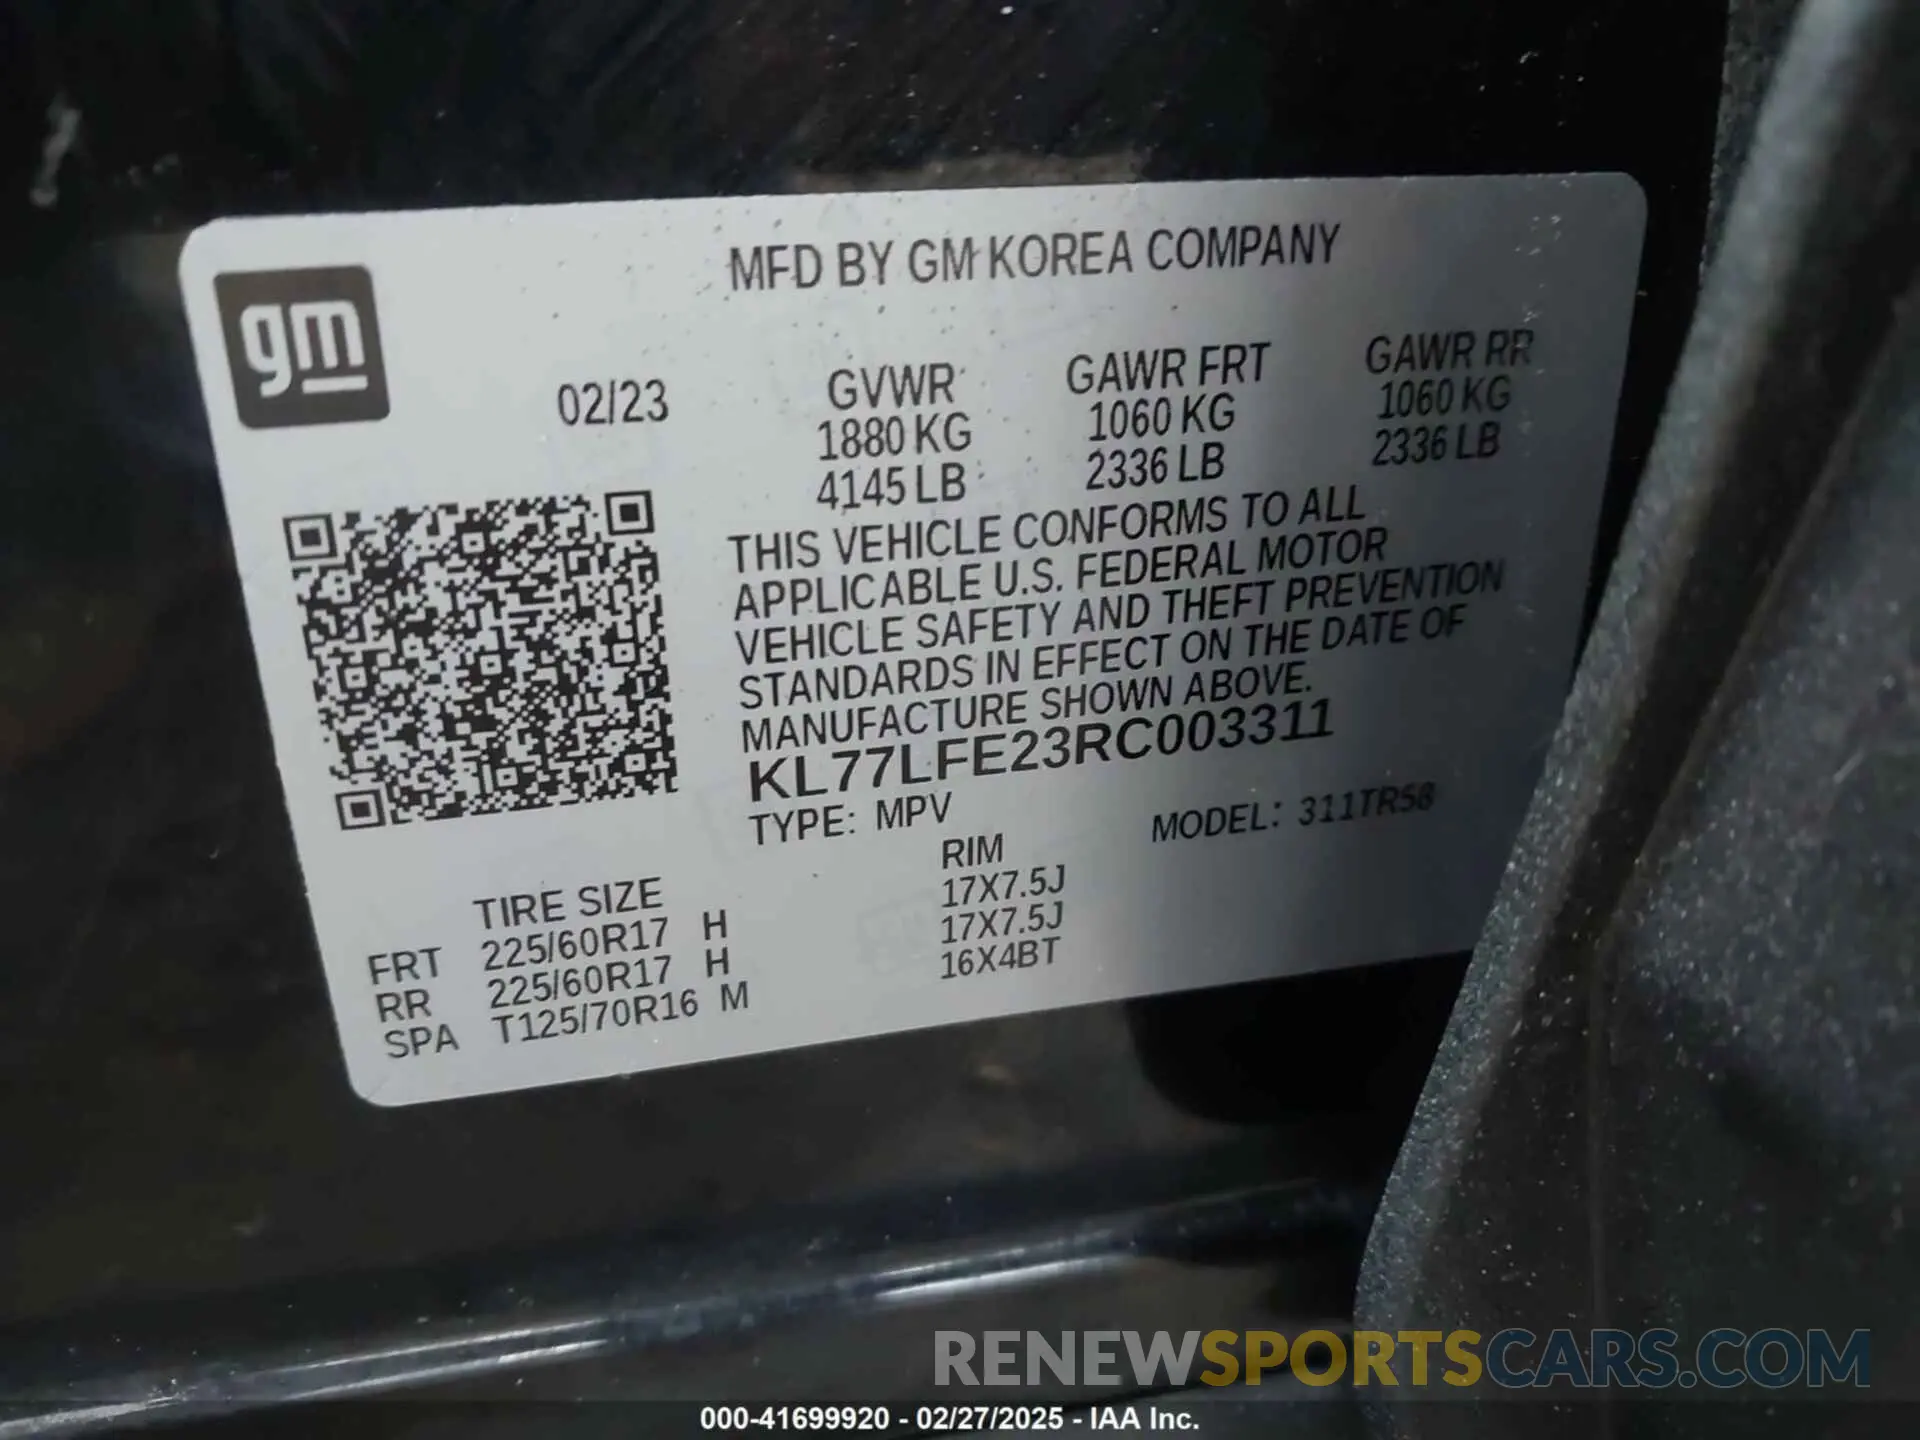 MFD BY GM KOREA COMPANY
gm
02/23
GVWR GAWR FRT GAWR RR
1880 KG 1060 KG 1060 KG
4145 LB 2336 LB 2336 LB
THIS VEHICLE CONFORMS TO ALL
APPLICABLE U.S. FEDERAL MOTOR
VEHICLE SAFETY AND THEFT PREVENTION
STANDARDS IN EFFECT ON THE DATE OF
MANUFACTURE SHOWN ABOVE.
KL77LFE23RC003311
TYPE: MPV MODEL: 311TR58
TIRE SIZE RIM
FRT 225/60R17 H 17X7.5J
RR 225/60R17 H 17X7.5J
SPA T125/70R16 M 16X4BT
RENEWSPORTSCARS.COM
000-41699920 - 02/27/2025 - IAA Inc.